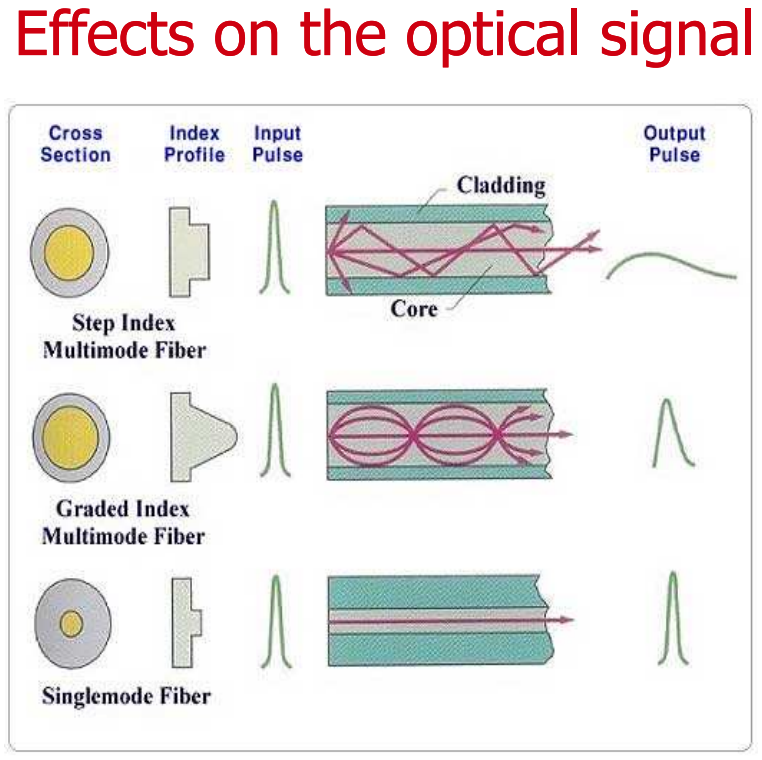 Effects on the optical signal
Cross Section
Index Profile
Input Pulse
Output Pulse
Cladding
Core
Step Index
Multimode Fiber
Graded Index
Multimode Fiber
Singlemode Fiber